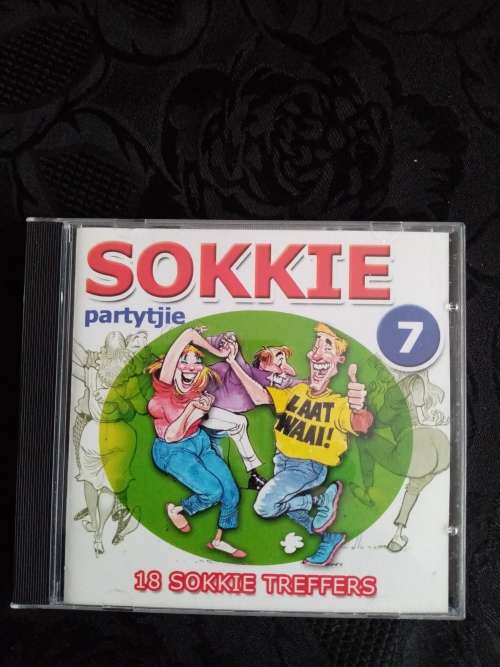 SOKKIE
partytjie
7
LAAT
WAAI!
18 SOKKIE TREFFERS